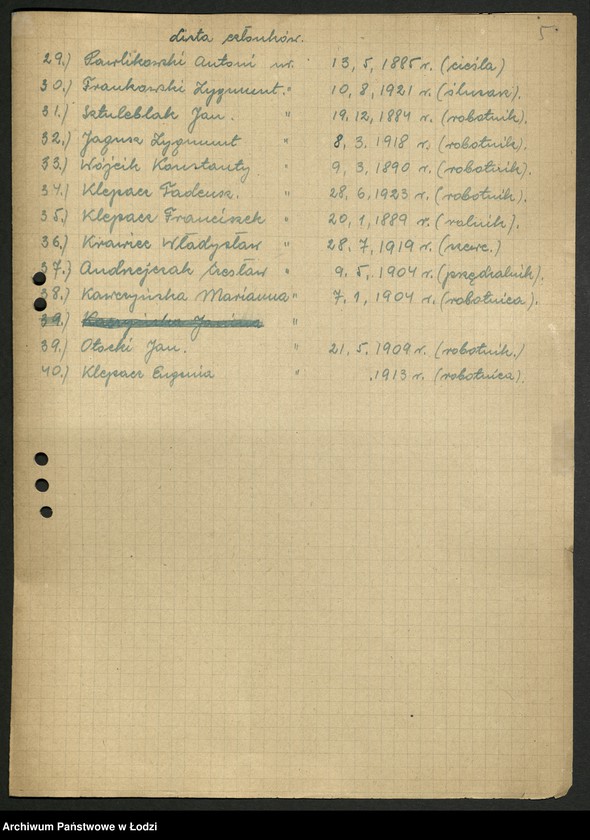 5
Lista członków.
29.) Pawlikowski Antoni ur. 13, 5, 1885 r. (cieśla)
30.) Frankowski Zygmunt. " 10, 8, 1921 r. (ślusarz).
31.) Sztuleblak Jan. " 19. 12, 1884 r. (robotnik).
32.) Jagusz Zygmunt " 8, 3. 1918 r. (robotnik).
33.) Wójcik Konstanty " 9, 3. 1890 r. (robotnik).
34.) Klepacz Tadeusz. " 28, 6, 1923 r. (robotnik).
35.) Klepacz Franciszek " 20, 1, 1889 r. (rolnik).
36.) Krawiec Władysław " 28, 7, 1919 r. (szewc.)
37.) Andrzejczak Czesław " 9. 5, 1904 r. (przędzalnik).
38.) Kawczyńska Marianna " 7, 1, 1904 r. (robotnica).
39.) "
39.) Otocki Jan. " 21, 5, 1909 r. (robotnik.)
40.) Klepacz Eugenia " .1913 r. (robotnica).
Archiwum Państwowe w Łodzi